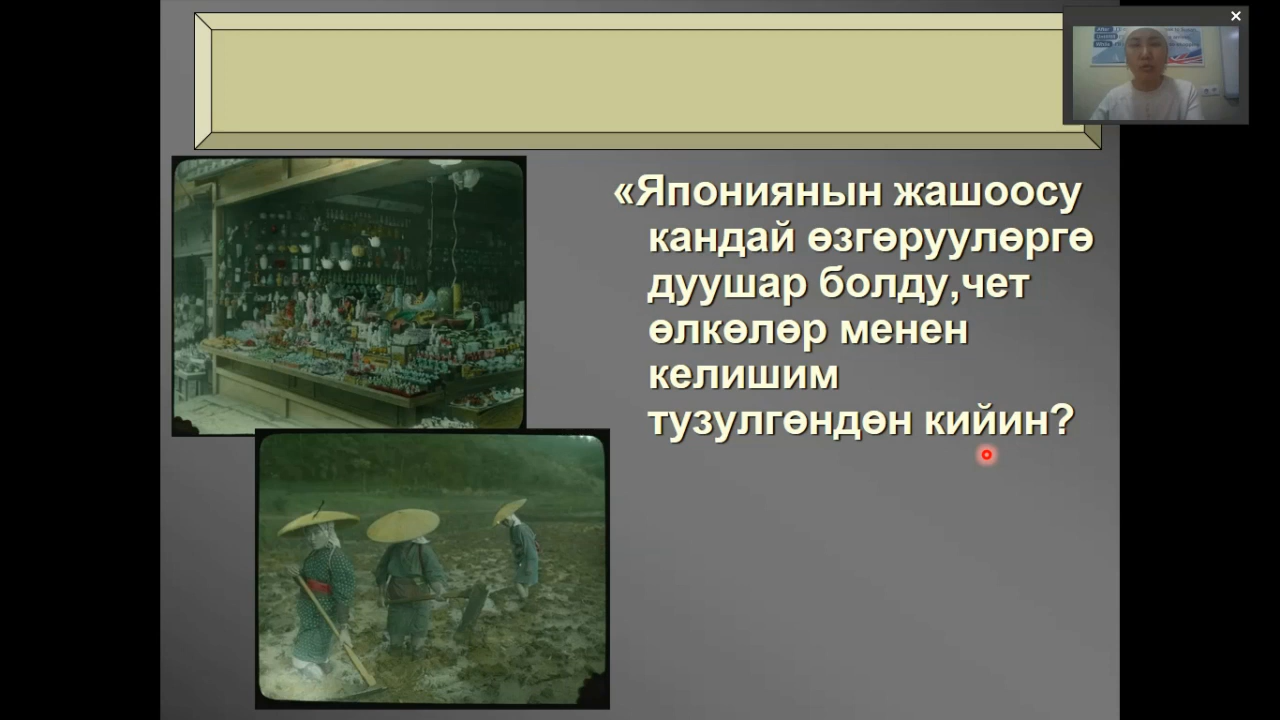 «Япониянын жашоосу
кандай өзгөруулөргө
дуушар болду,чет
өлкөлөр менен
келишим
тузулгөндөн кийин?